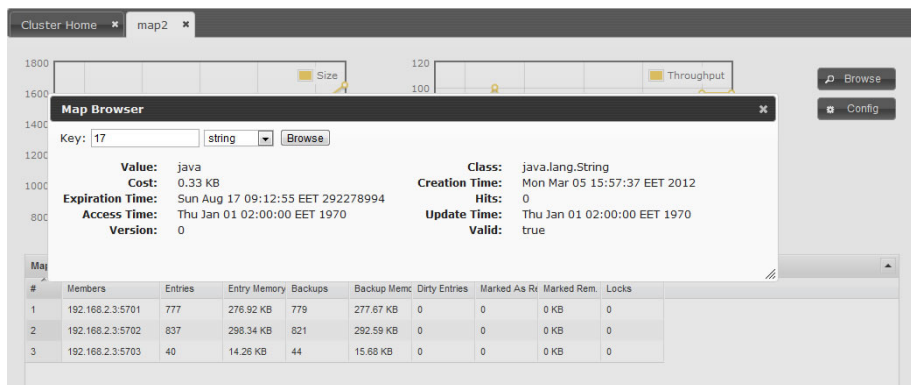 Cluster Home × map2 ×
1800
1600
1400
1200
1000
800
Size
120
100
Throughput
Browse
Config
Map Browser ×
Key: 17 string Browse
Value: java Class: java.lang.String
Cost: 0.33 KB Creation Time: Mon Mar 05 15:57:37 EET 2012
Expiration Time: Sun Aug 17 09:12:55 EET 292278994 Hits: 0
Access Time: Thu Jan 01 02:00:00 EET 1970 Update Time: Thu Jan 01 02:00:00 EET 1970
Version: 0 Valid: true
Map
# Members Entries Entry Memory Backups Backup Memc Dirty Entries Marked As Re Marked Rem. Locks
1 192.168.2.3:5701 777 276.92 KB 779 277.67 KB 0 0 0 KB 0
2 192.168.2.3:5702 837 298.34 KB 821 292.59 KB 0 0 0 KB 0
3 192.168.2.3:5703 40 14.26 KB 44 15.68 KB 0 0 0 KB 0